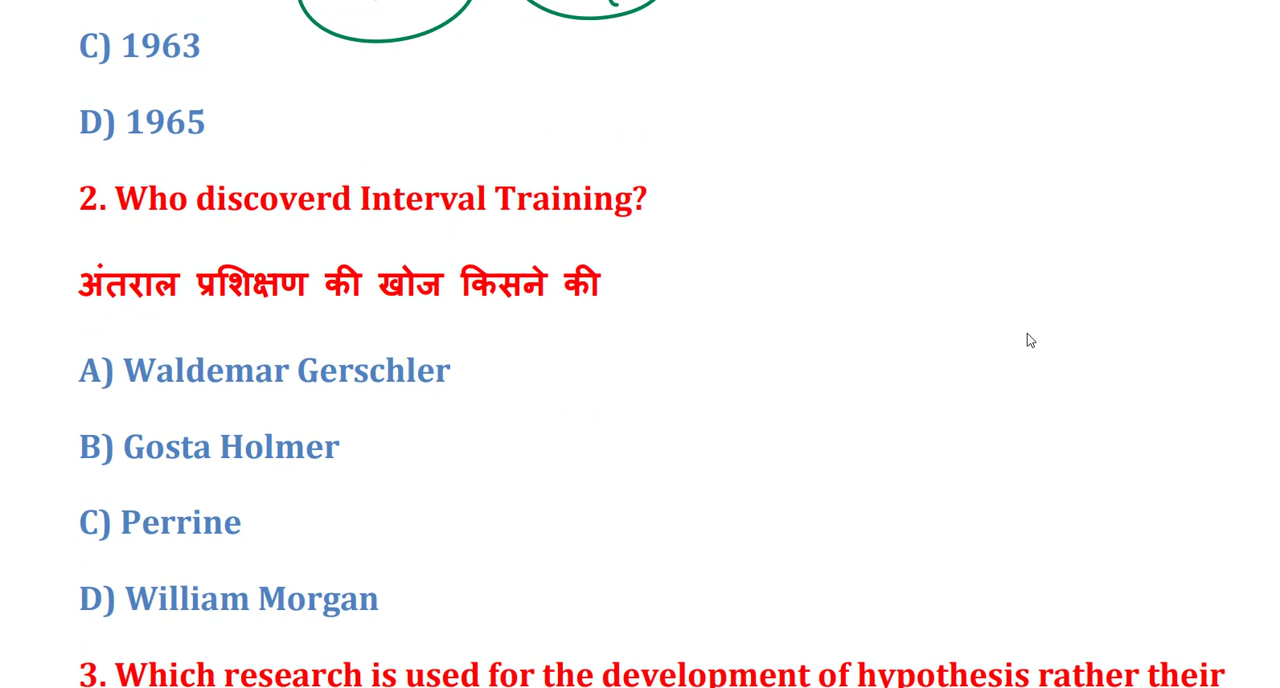 C) 1963
D) 1965
2. Who discoverd Interval Training?
अंतराल प्रशिक्षण की खोज किसने की
A) Waldemar Gerschler
B) Gosta Holmer
C) Perrine
D) William Morgan
3. Which research is used for the development of hypothesis rather their